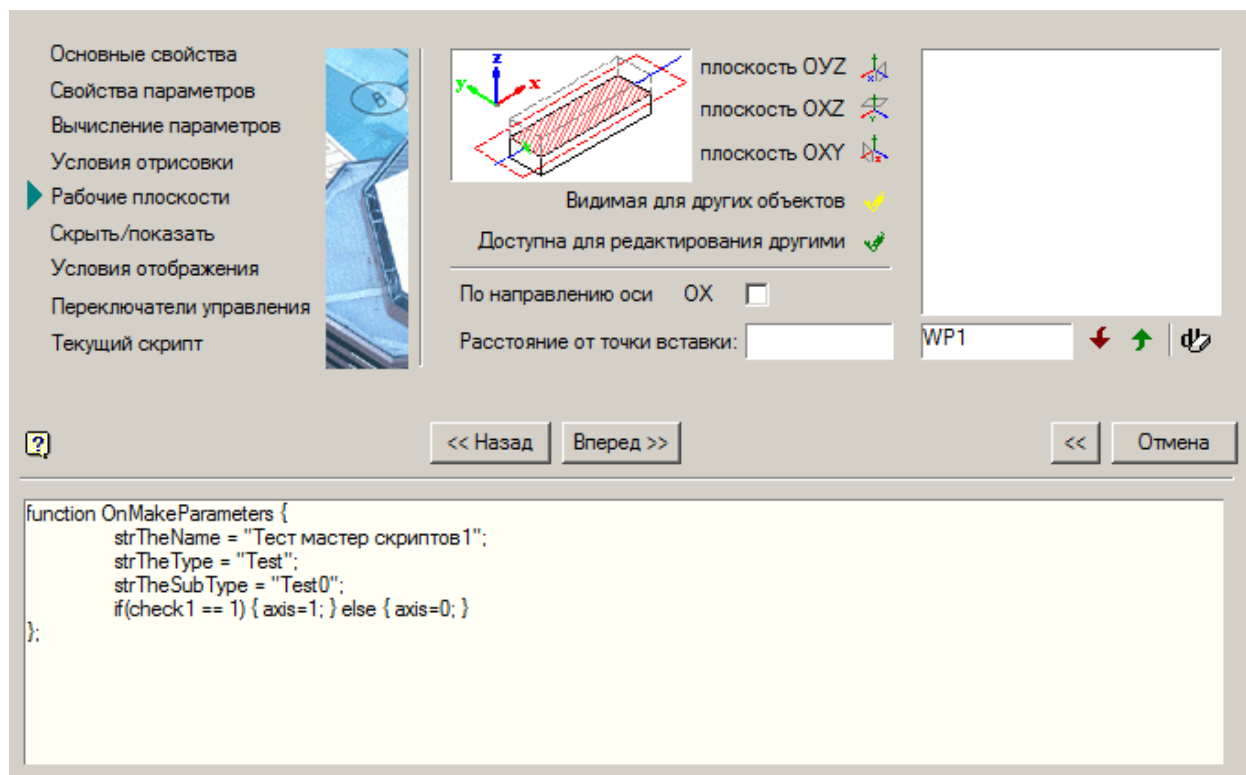 Основные свойства
Свойства параметров
Вычисление параметров
Условия отрисовки
Рабочие плоскости
Скрыть/показать
Условия отображения
Переключатели управления
Текущий скрипт
B
z
y
x
плоскость ОУZ
плоскость OXZ
плоскость OXY
Видимая для других объектов
Доступна для редактирования другими
По направлению оси OX
Расстояние от точки вставки:
WP1
<< Назад
Вперед >>
<<
Отмена
function OnMakeParameters {
strTheName = "Тест мастер скриптов1";
strTheType = "Test";
strTheSubType = "Test0";
if(check1 == 1) { axis=1; } else { axis=0; }
};